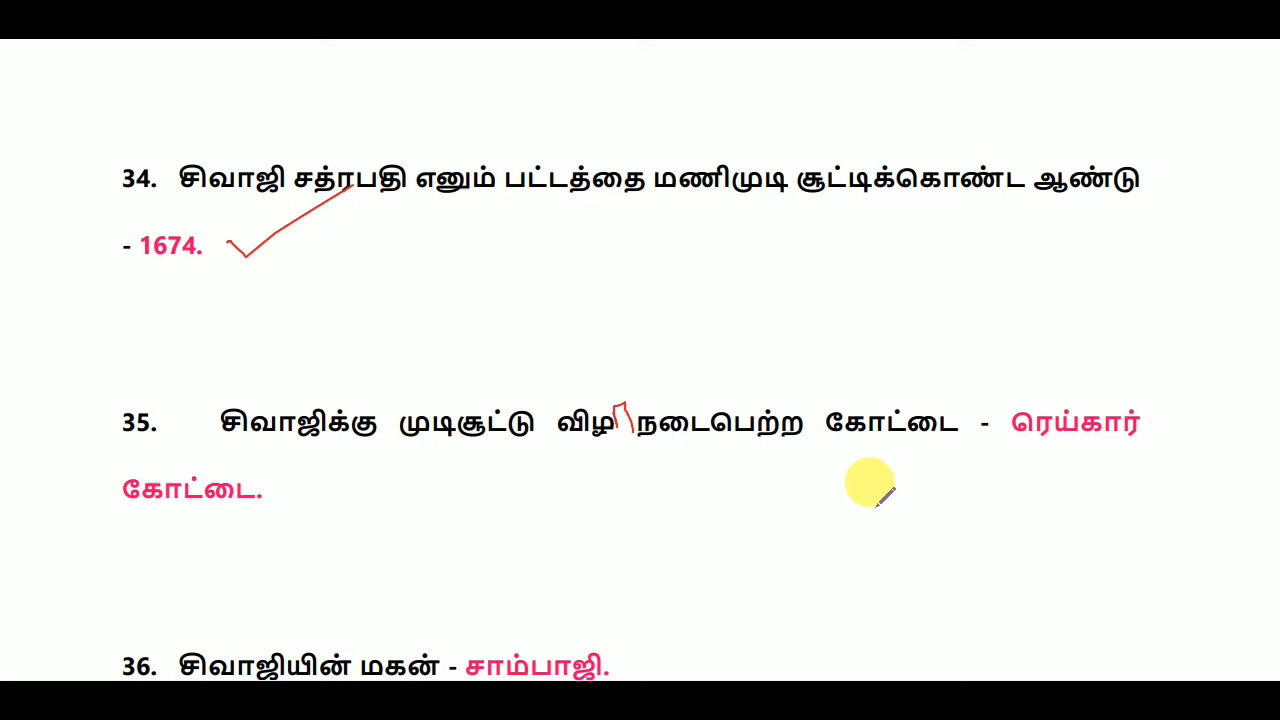 34. சிவாஜி சத்ரபதி எனும் பட்டத்தை மணிமுடி சூட்டிக்கொண்ட ஆண்டு
- 1674.
35. சிவாஜிக்கு முடிசூட்டு விழா நடைபெற்ற கோட்டை - ரெய்கார்
கோட்டை.
36. சிவாஜியின் மகன் - சாம்பாஜி.